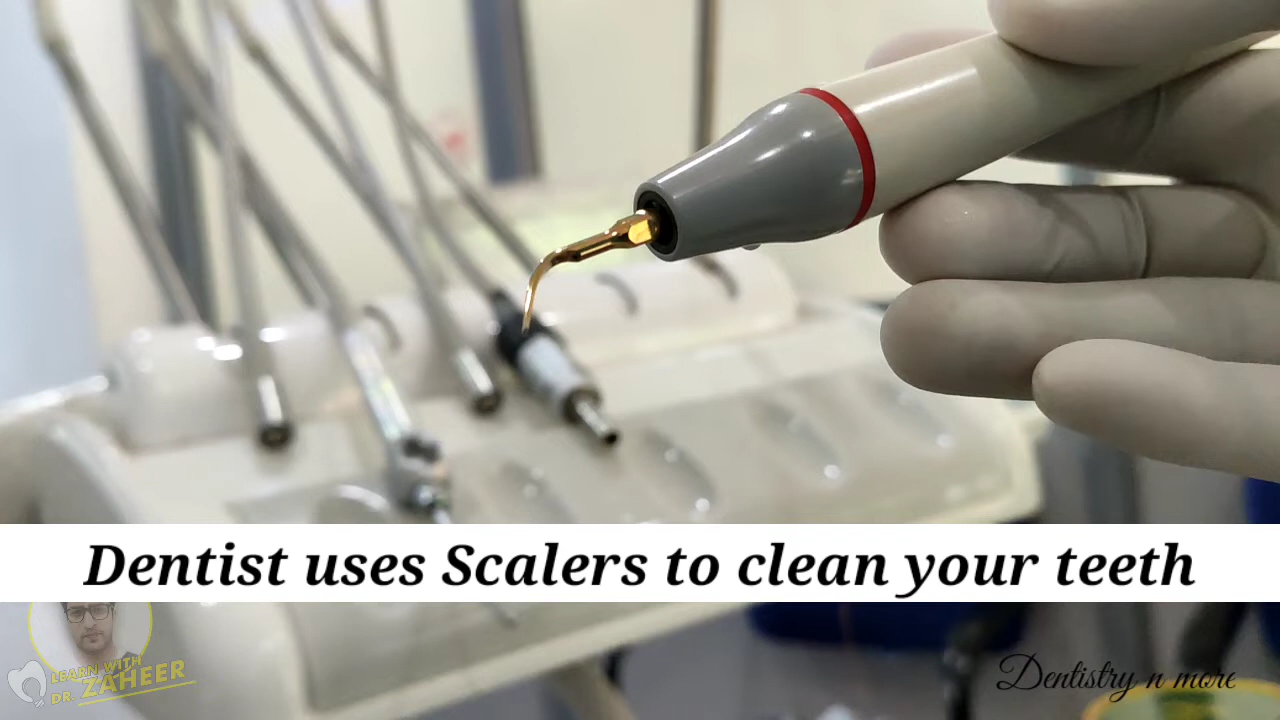 Dentist uses Scalers to clean your teeth
LEARN WITH
DR. ZAHEER
Dentistry n more